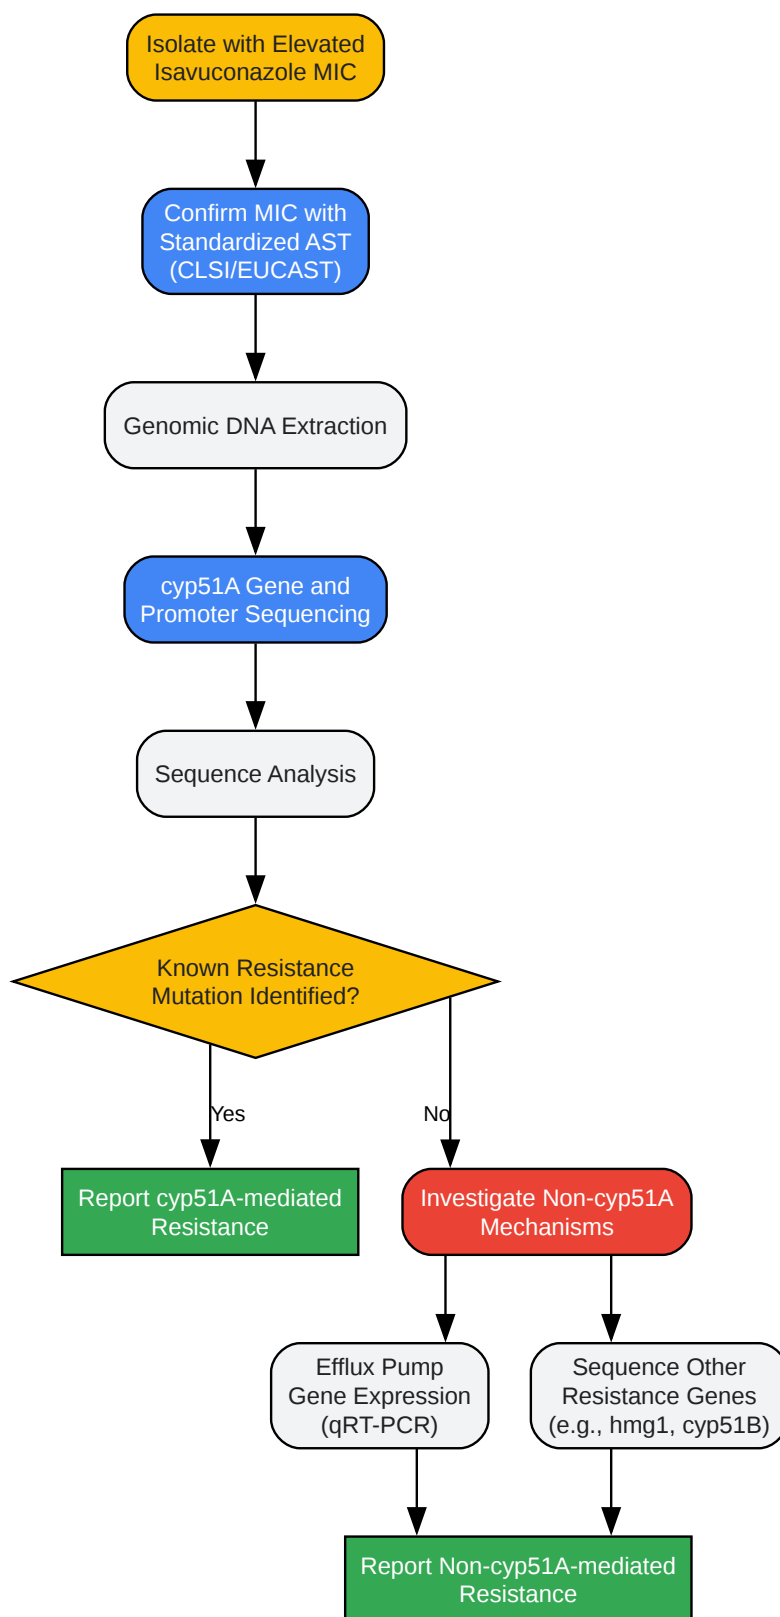 Isolate with Elevated
Isavuconazole MIC
Confirm MIC with
Standardized AST
(CLSI/EUCAST)
Genomic DNA Extraction
cyp51A Gene and
Promoter Sequencing
Sequence Analysis
Known Resistance
Mutation Identified?
Yes
No
Report cyp51A-mediated
Resistance
Investigate Non-cyp51A
Mechanisms
Efflux Pump
Gene Expression
(qRT-PCR)
Sequence Other
Resistance Genes
(e.g., hmg1, cyp51B)
Report Non-cyp51A-mediated
Resistance